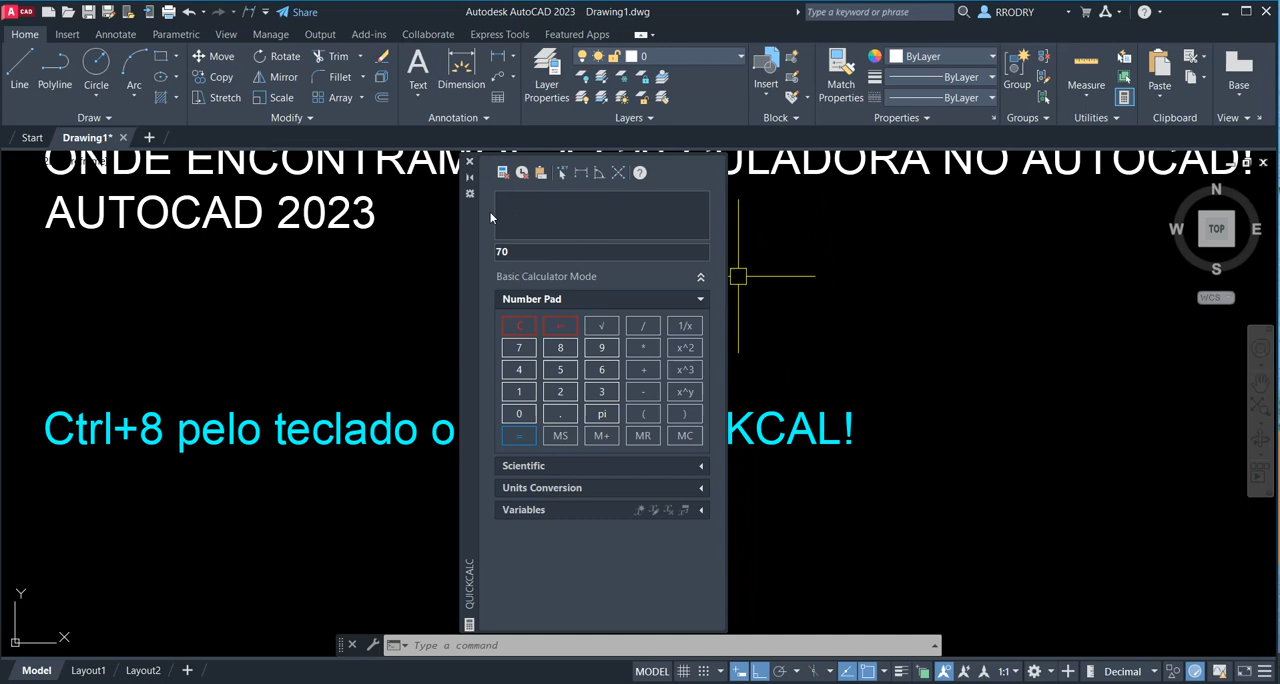 A CAD
Share
Autodesk AutoCAD 2023 Drawing1.dwg
Type a keyword or phrase
RRODRY
Home Insert Annotate Parametric View Manage Output Add-ins Collaborate Express Tools Featured Apps
Line
Polyline
Circle
Arc
Draw
Move
Rotate
Trim
Copy
Mirror
Fillet
Stretch
Scale
Array
Modify
Text
Dimension
Annotation
Layer
Properties
0
Layers
Insert
Block
Match
Properties
ByLayer
ByLayer
ByLayer
Properties
Group
Groups
Measure
Utilities
Paste
Clipboard
Base
View
Start
Drawing1*
ONDE ENCONTRAM
ULADORA NO AUTOCAD!
AUTOCAD 2023
70
Basic Calculator Mode
Number Pad
C √ / 1/x
7 8 9 * x^2
4 5 6 + x^3
1 2 3 - x^y
0 . pi ( )
= MS M+ MR MC
Scientific
Units Conversion
Variables
QUICKCALC
Ctrl+8 pelo teclado o
KCAL!
N
W TOP E
S
WCS
Y
X
Type a command
Model Layout1 Layout2
MODEL
1:1
Decimal